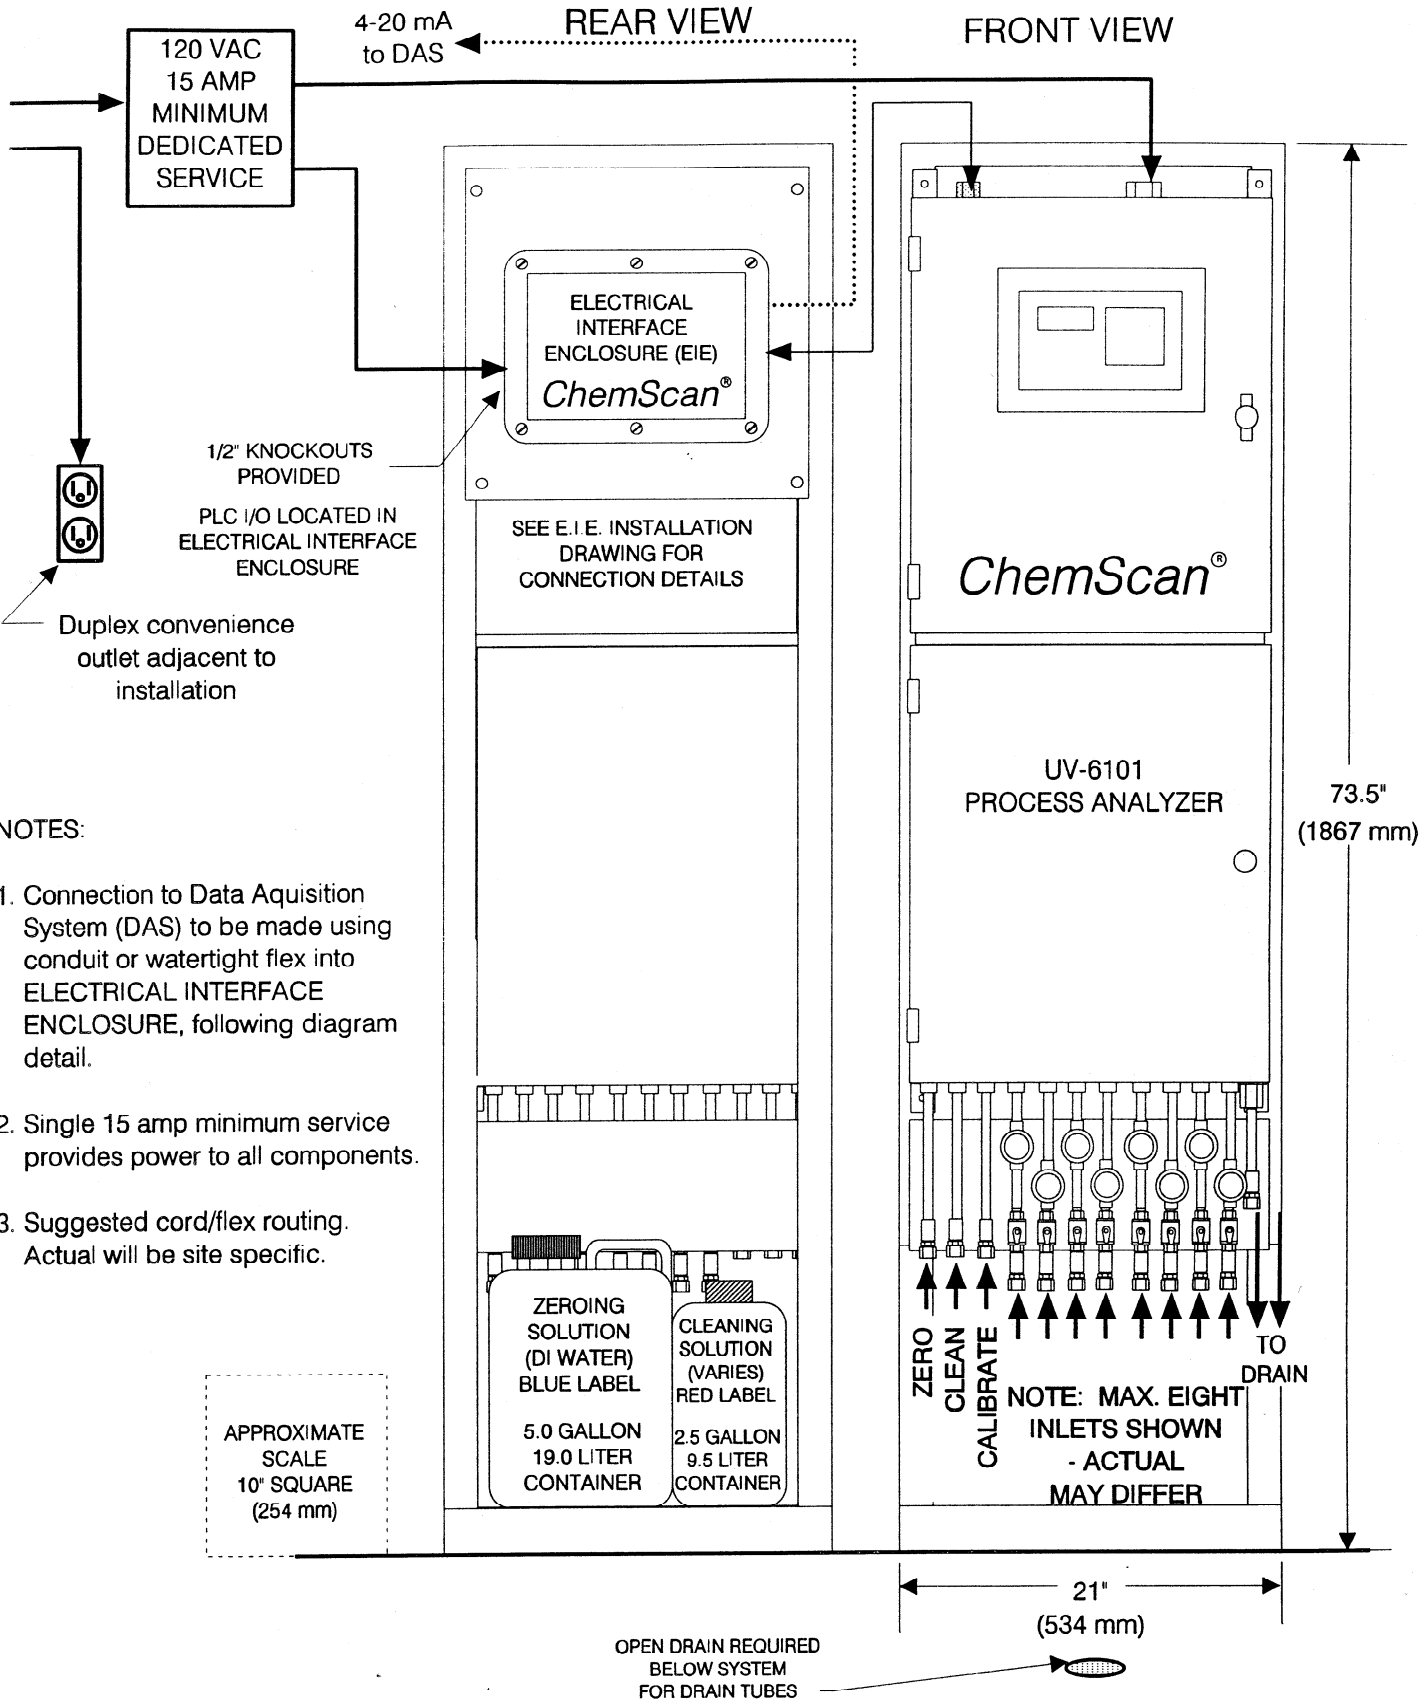 4-20 mA
to DAS
REAR VIEW
FRONT VIEW
120 VAC
15 AMP
MINIMUM
DEDICATED
SERVICE
ELECTRICAL
INTERFACE
ENCLOSURE (EIE)
ChemScan®
1/2" KNOCKOUTS
PROVIDED
PLC I/O LOCATED IN
ELECTRICAL INTERFACE
ENCLOSURE
SEE E.I.E. INSTALLATION
DRAWING FOR
CONNECTION DETAILS
ChemScan®
Duplex convenience
outlet adjacent to
installation
UV-6101
PROCESS ANALYZER
73.5"
(1867 mm)
NOTES:
1. Connection to Data Aquisition
System (DAS) to be made using
conduit or watertight flex into
ELECTRICAL INTERFACE
ENCLOSURE, following diagram
detail.
2. Single 15 amp minimum service
provides power to all components.
3. Suggested cord/flex routing.
Actual will be site specific.
ZEROING
SOLUTION
(DI WATER)
BLUE LABEL
5.0 GALLON
19.0 LITER
CONTAINER
CLEANING
SOLUTION
(VARIES)
RED LABEL
2.5 GALLON
9.5 LITER
CONTAINER
ZERO
CLEAN
CALIBRATE
TO
DRAIN
NOTE: MAX. EIGHT
INLETS SHOWN
- ACTUAL
MAY DIFFER
APPROXIMATE
SCALE
10" SQUARE
(254 mm)
21"
(534 mm)
OPEN DRAIN REQUIRED
BELOW SYSTEM
FOR DRAIN TUBES